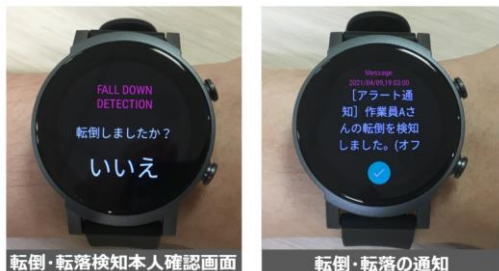 FALL DOWN
DETECTION
転倒しましたか？
いいえ
転倒・転落検知本人確認画面
Message
2021/04/09,19:03:00
［アラート通
知］作業員Aさ
んの転倒を検知
しました。(オフ
転倒・転落の通知